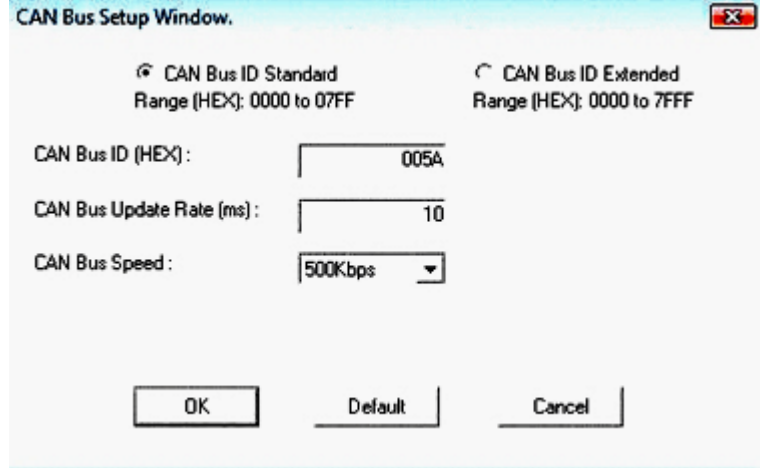 CAN Bus Setup Window.
CAN Bus ID Standard
Range (HEX): 0000 to 07FF
CAN Bus ID Extended
Range (HEX): 0000 to 7FFF
CAN Bus ID (HEX) : 005A
CAN Bus Update Rate (ms) : 10
CAN Bus Speed : 500Kbps
OK Default Cancel